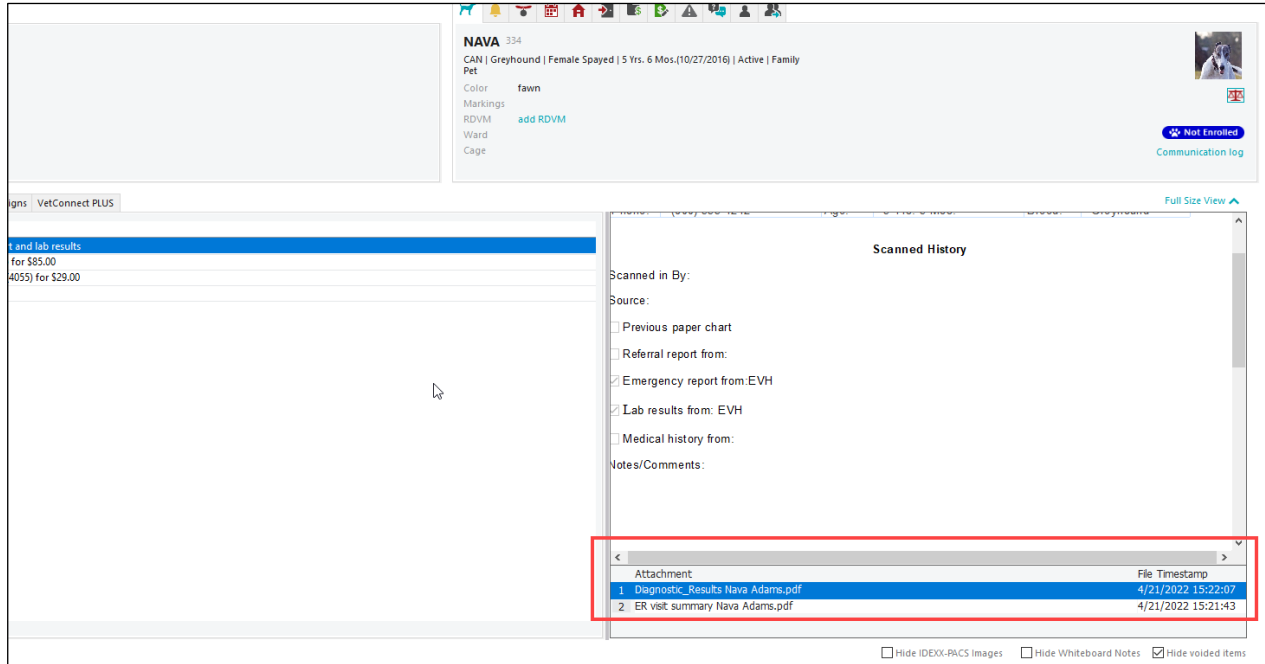 NAVA 334
CAN | Greyhound | Female Spayed | 5 Yrs. 6 Mos.(10/27/2016) | Active | Family
Pet
Color fawn
Markings
RDVM add RDVM
Ward
Cage
Not Enrolled
Communication log
igns VetConnect PLUS
Full Size View
t and lab results
for $85.00
4055) for $29.00
Scanned History
Scanned in By:
Source:
Previous paper chart
Referral report from:
Emergency report from:EVH
Lab results from: EVH
Medical history from:
Notes/Comments:
Attachment File Timestamp
1 Diagnostic_Results Nava Adams.pdf 4/21/2022 15:22:07
2 ER visit summary Nava Adams.pdf 4/21/2022 15:21:43
Hide IDEXX-PACS Images Hide Whiteboard Notes Hide voided items